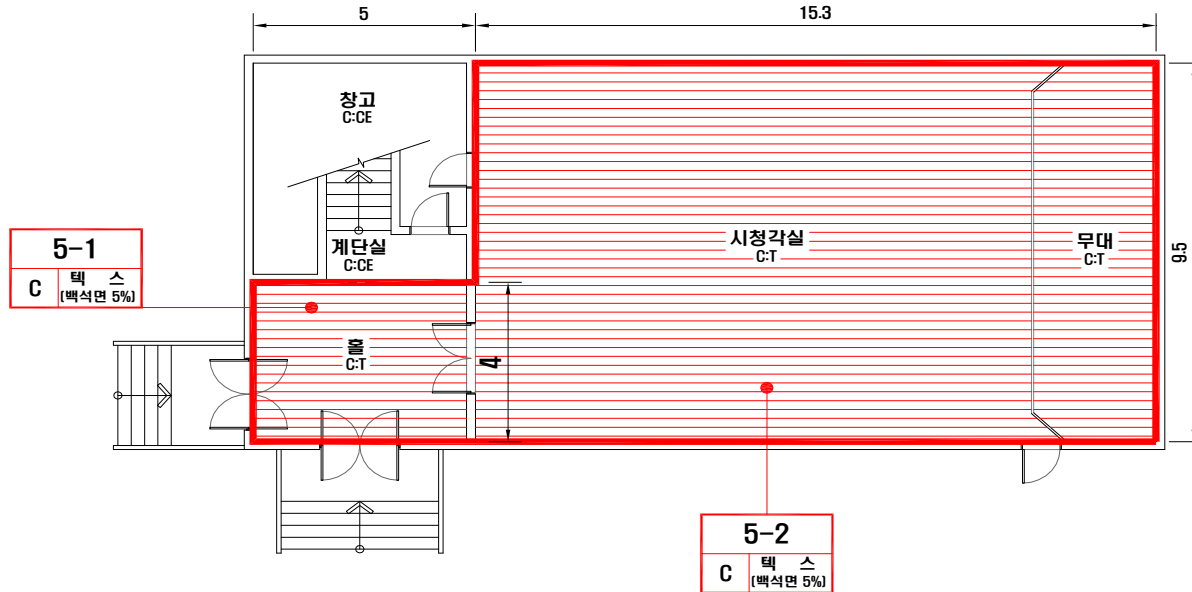 5
15.3
창고
C:CE
5-1
C
텍 스
(백석면 5%)
계단실
C:CE
시청각실
C:T
무대
C:T
9.5
홀
C:T
4
5-2
C
텍 스
(백석면 5%)